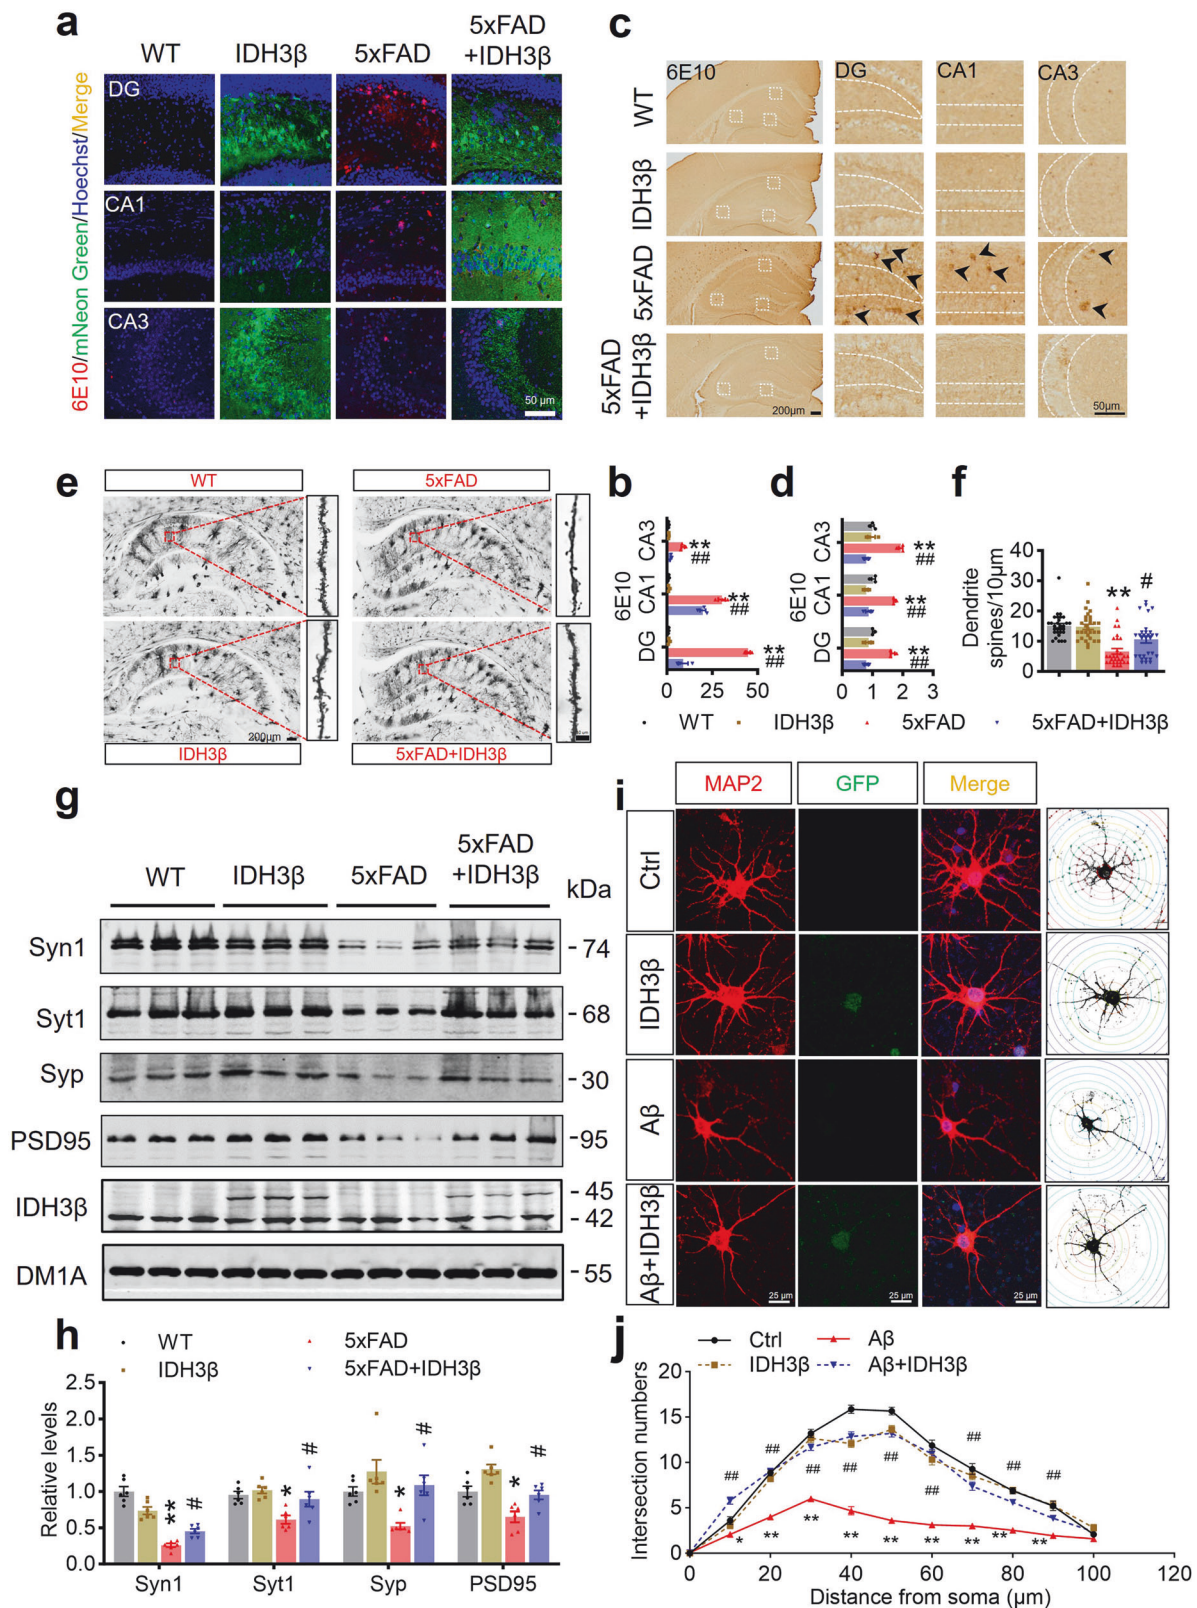 a
WT
IDH3β
5xFAD
5xFAD
+IDH3β
6E10/mNeon Green/Hoechst/Merge
DG
CA1
CA3
50 μm
c
6E10
DG
CA1
CA3
WT
IDH3β
5xFAD
5xFAD
+IDH3β
200μm
50μm
e
WT
5xFAD
200μm
IDH3β
5xFAD+IDH3β
b
6E10
CA3
CA1
DG
**
##
**
##
**
##
0
25
50
d
6E10
CA3
CA1
DG
**
##
**
##
**
##
0
1
2
3
f
Dendrite
spines/10μm
40
30
20
10
0
**
#
WT
IDH3β
5xFAD
5xFAD+IDH3β
g
WT
IDH3β
5xFAD
5xFAD
+IDH3β
kDa
Syn1
- 74
Syt1
- 68
Syp
- 30
PSD95
-95
IDH3β
- 45
- 42
DM1A
- 55
h
WT
5xFAD
IDH3β
5xFAD+IDH3β
Relative levels
2.5
2.0
1.5
1.0
0.5
0.0
**
#
*
#
*
#
*
#
Syn1
Syt1
Syp
PSD95
i
MAP2
GFP
Merge
Ctrl
IDH3β
Aβ
Aβ+IDH3β
25 μm
25 μm
25 μm
j
Ctrl
Aβ
IDH3β
Aβ+IDH3β
Intersection numbers
20
15
10
5
0
##
##
##
##
##
##
##
##
##
*
**
**
**
**
**
**
**
**
0
20
40
60
80
100
120
Distance from soma (μm)